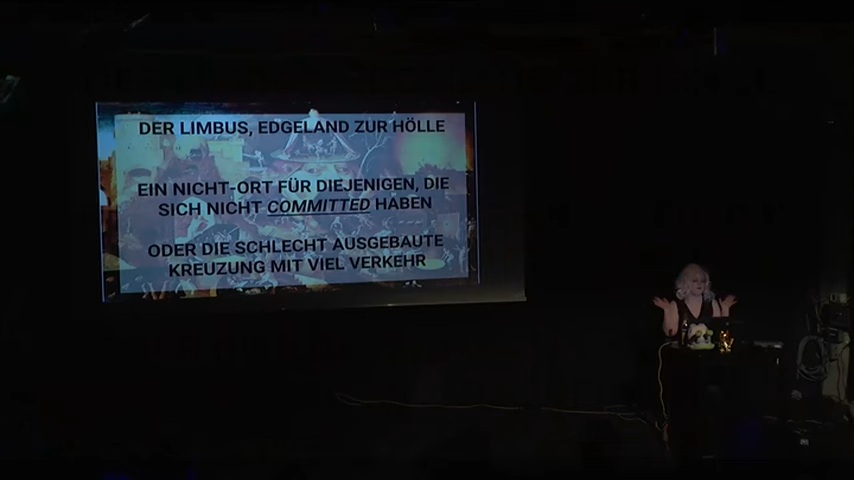 DER LIMBUS, EDGELAND ZUR HÖLLE
EIN NICHT-ORT FÜR DIEJENIGEN, DIE
SICH NICHT COMMITTED HABEN
ODER DIE SCHLECHT AUSGEBAUTE
KREUZUNG MIT VIEL VERKEHR